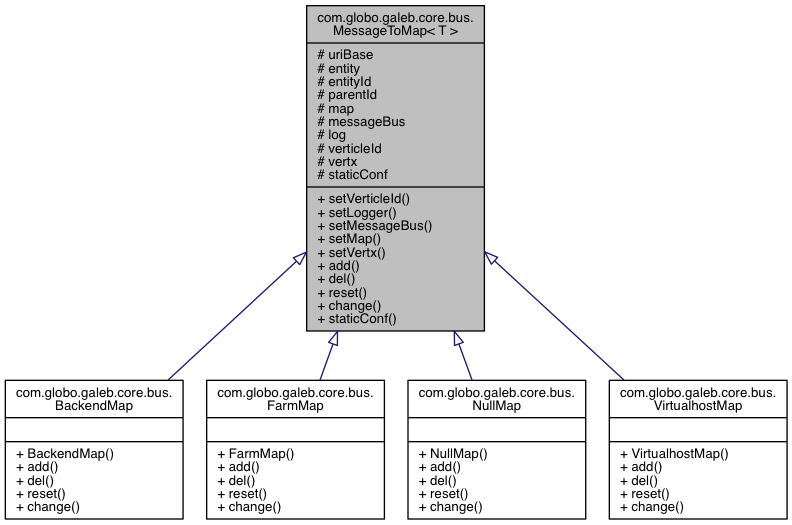 com.globo.galeb.core.bus.
MessageToMap< T >
# uriBase
# entity
# entityId
# parentId
# map
# messageBus
# log
# verticleId
# vertx
# staticConf
+ setVerticleId()
+ setLogger()
+ setMessageBus()
+ setMap()
+ setVertx()
+ add()
+ del()
+ reset()
+ change()
+ staticConf()
com.globo.galeb.core.bus.
BackendMap
+ BackendMap()
+ add()
+ del()
+ reset()
+ change()
com.globo.galeb.core.bus.
FarmMap
+ FarmMap()
+ add()
+ del()
+ reset()
+ change()
com.globo.galeb.core.bus.
NullMap
+ NullMap()
+ add()
+ del()
+ reset()
+ change()
com.globo.galeb.core.bus.
VirtualhostMap
+ VirtualhostMap()
+ add()
+ del()
+ reset()
+ change()